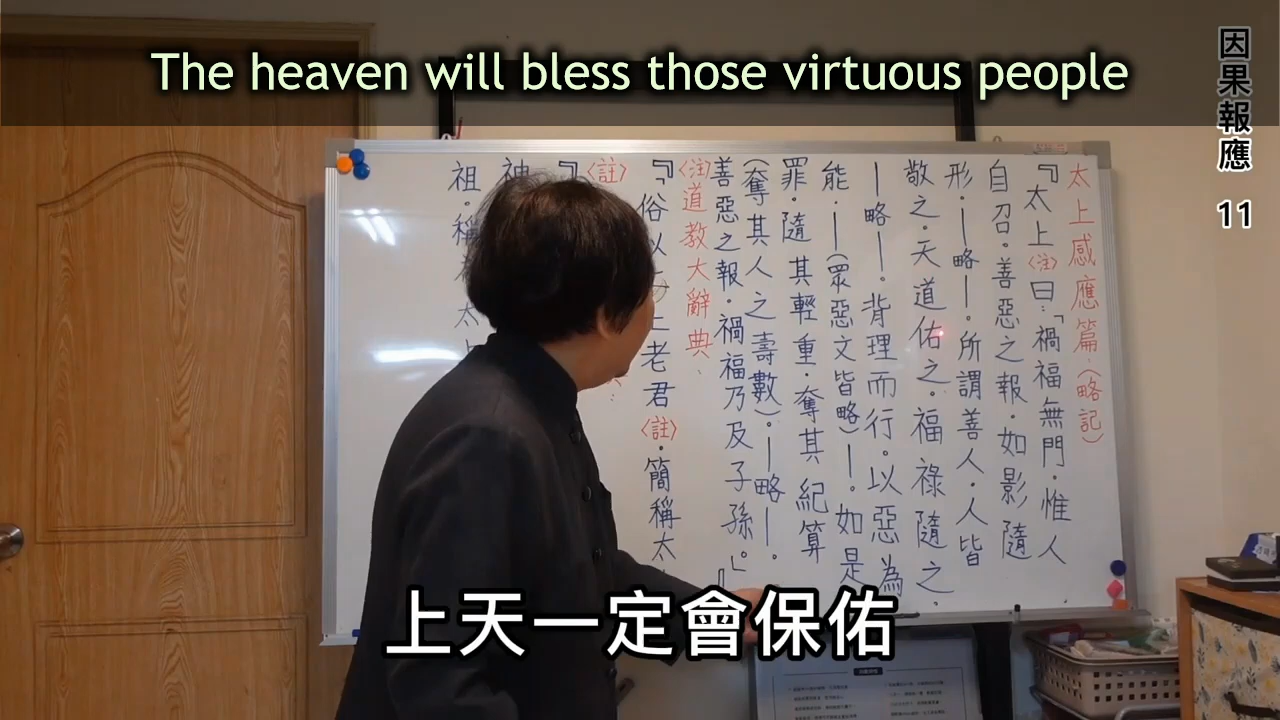 The heaven will bless those virtuous people
因果報應 11
太上感應篇.(略記)
『太上〈注〉曰:「禍福無門.惟人
自召.善惡之報.如影隨
形.—略—.所謂善人.人皆
敬之.天道佑之.福祿隨之.
—略—.背理而行.以惡為
能.—(眾惡文皆略)—.如是
罪.隨其輕重.奪其紀算
(奪其人之壽數).—略—.
善惡之報.禍福乃及子孫。」』
〈注〉道教大辭典.
『「俗以
上老君〈註〉.簡稱太
〈註〉
『
神
祖.稱
太上
上天一定會保佑